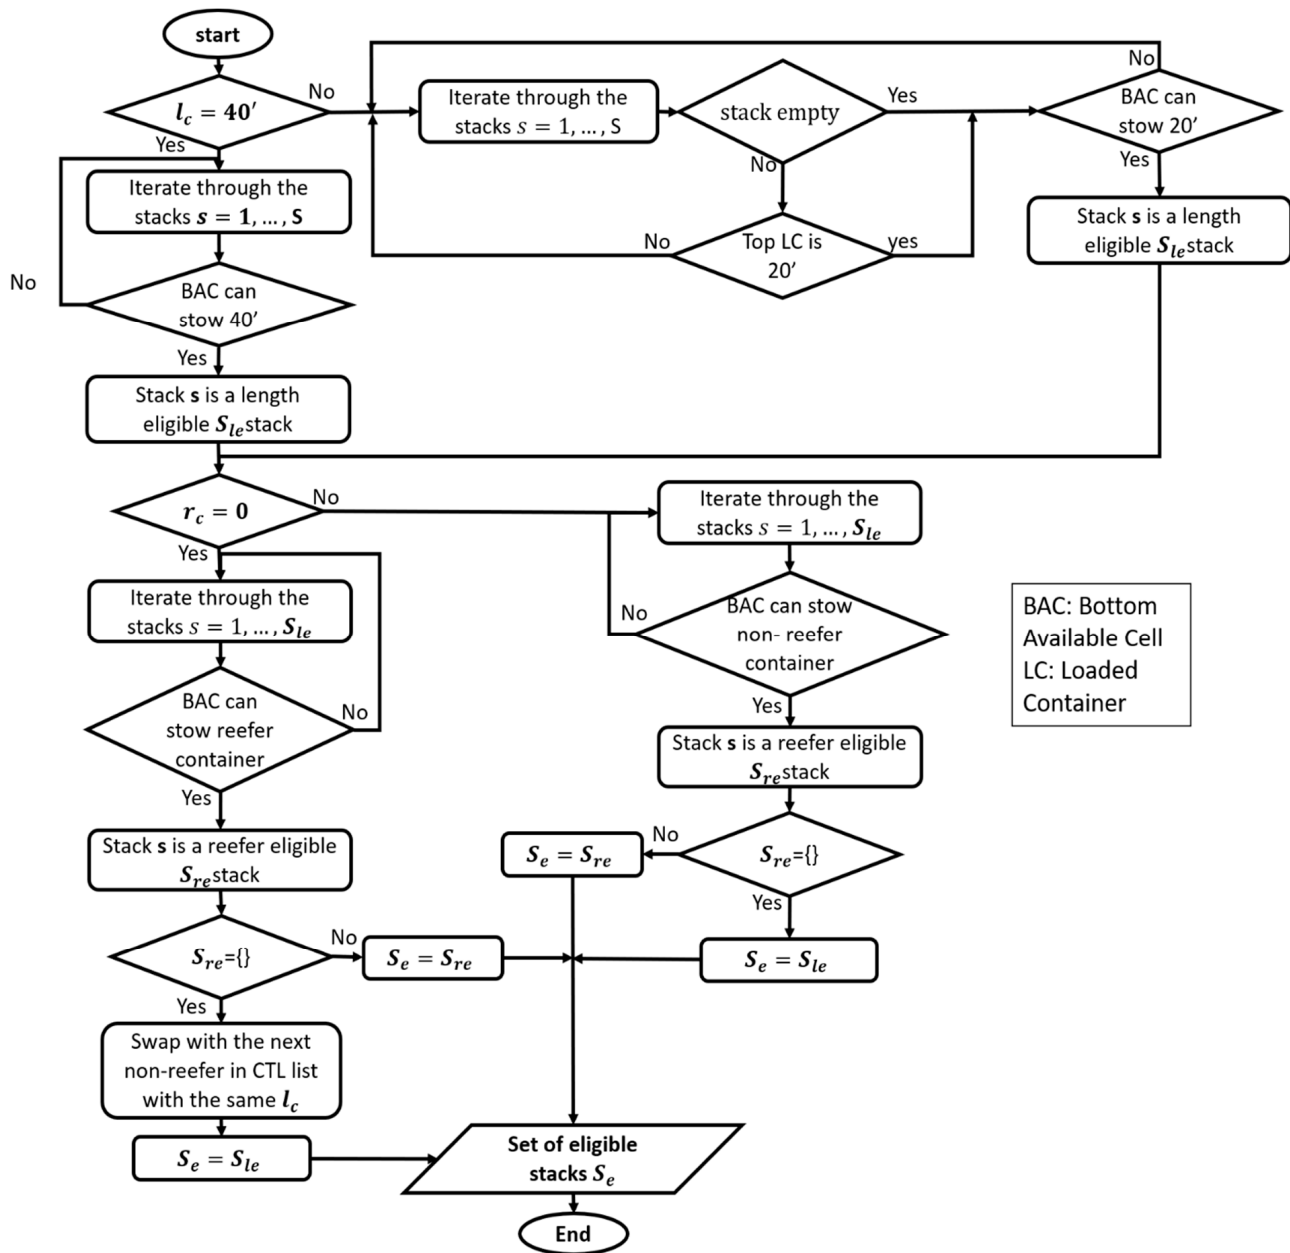 start
l_c = 40'
No
Yes
Iterate through the
stacks s = 1, ..., S
stack empty
Yes
No
BAC can
stow 20'
No
Yes
Top LC is
20'
No
yes
Stack s is a length
eligible S_le stack
Iterate through the
stacks s = 1, ..., S
BAC can
stow 40'
No
Yes
Stack s is a length
eligible S_le stack
r_c = 0
No
Yes
Iterate through the
stacks s = 1, ..., S_le
BAC can stow
non- reefer
container
No
Yes
Stack s is a reefer eligible
S_re stack
S_re={}
No
Yes
S_e = S_re
S_e = S_le
Iterate through the
stacks s = 1, ..., S_le
BAC can
stow reefer
container
No
Yes
Stack s is a reefer eligible
S_re stack
S_re={}
No
Yes
S_e = S_re
Swap with the next
non-reefer in CTL list
with the same l_c
S_e = S_le
Set of eligible
stacks S_e
End
BAC: Bottom
Available Cell
LC: Loaded
Container